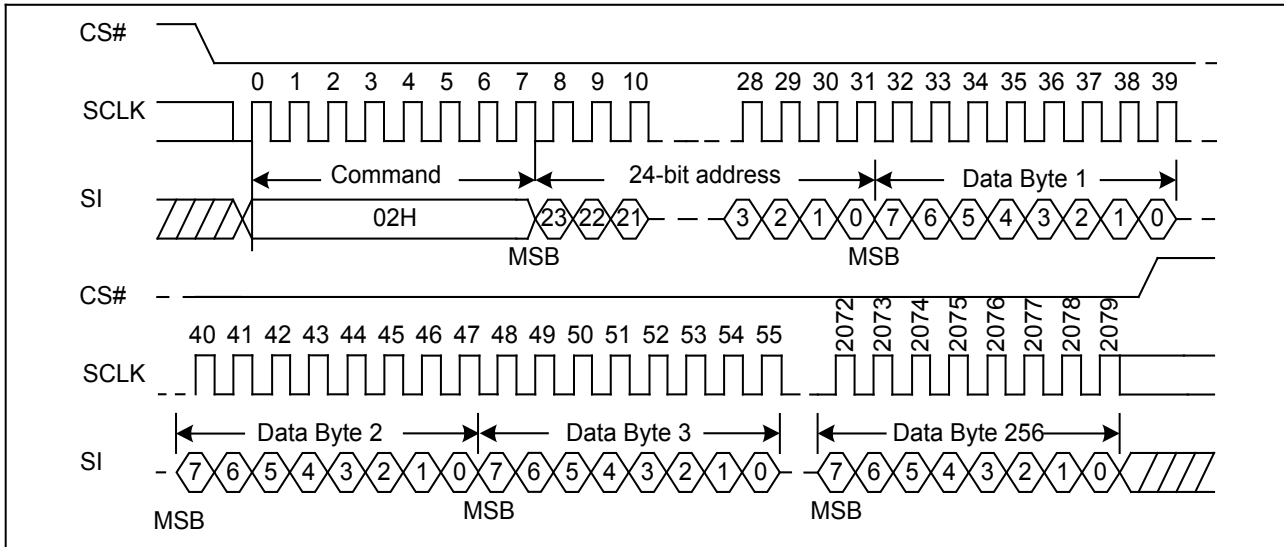 CS#
0 1 2 3 4 5 6 7 8 9 10 28 29 30 31 32 33 34 35 36 37 38 39
SCLK
Command 24-bit address Data Byte 1
SI
02H 23 22 21 3 2 1 0 7 6 5 4 3 2 1 0
MSB MSB
CS#
2072 2073 2074 2075 2076 2077 2078 2079
40 41 42 43 44 45 46 47 48 49 50 51 52 53 54 55
SCLK
Data Byte 2 Data Byte 3 Data Byte 256
SI
7 6 5 4 3 2 1 0 7 6 5 4 3 2 1 0 7 6 5 4 3 2 1 0
MSB MSB MSB